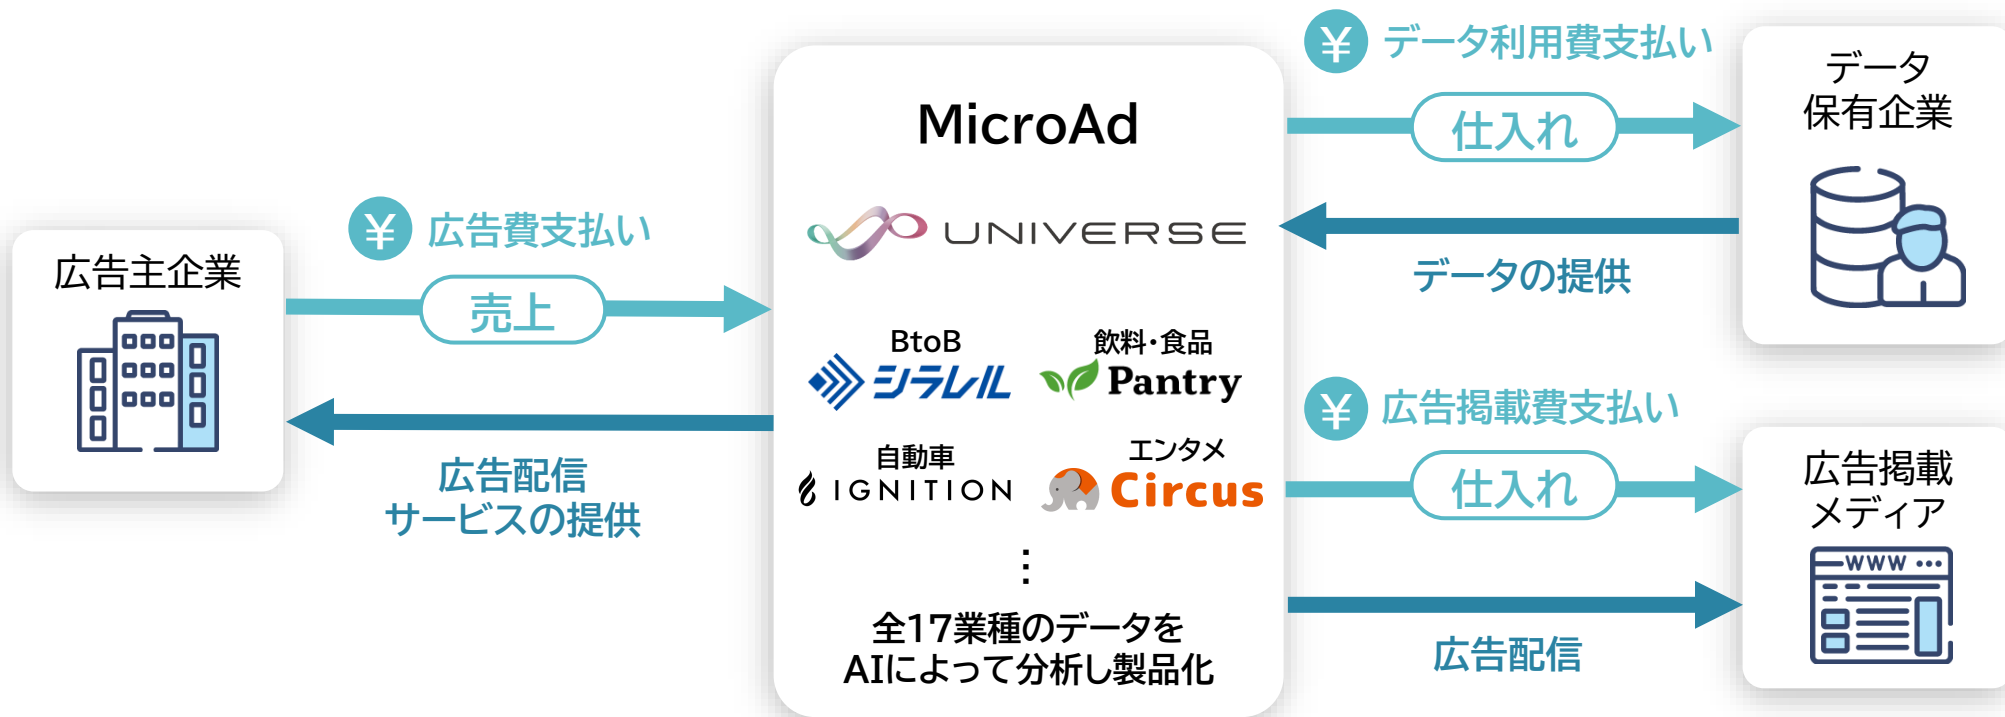 広告主企業
¥ 広告費支払い
売上
広告配信
サービスの提供
MicroAd
UNIVERSE
BtoB
シラレル
飲料・食品
Pantry
自動車
IGNITION
エンタメ
Circus
⋮
全17業種のデータを
AIによって分析し製品化
¥ データ利用費支払い
仕入れ
データの提供
データ
保有企業
¥ 広告掲載費支払い
仕入れ
広告配信
広告掲載
メディア
WWW